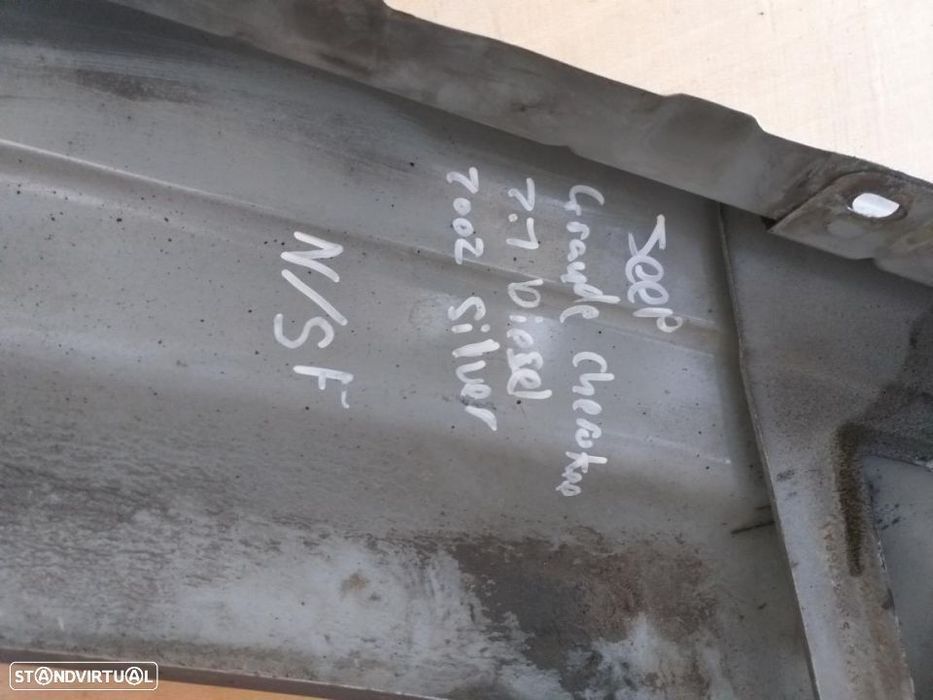 Jeep
Grande Cherokee
2.7 Diesel
2002 Silver
N/S F
STANDVIRTUAL